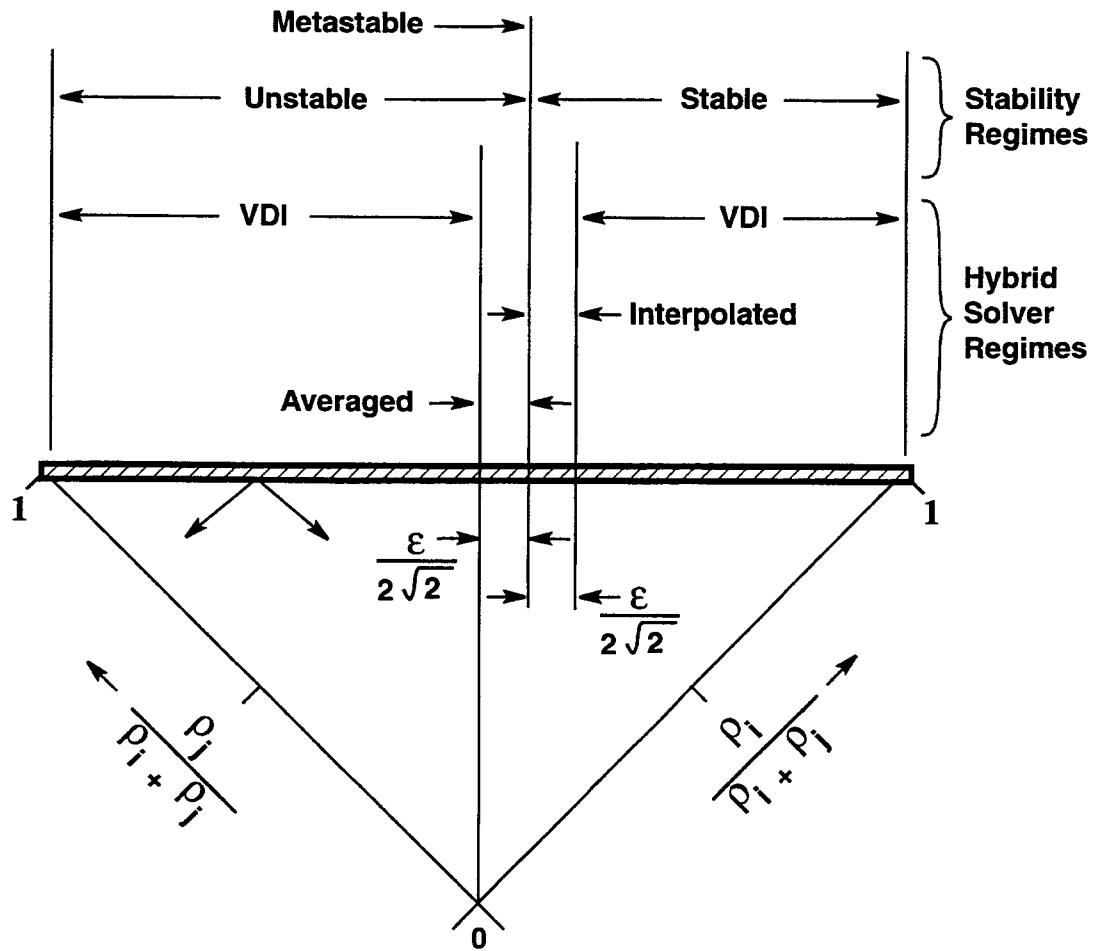 Metastable
Unstable
Stable
Stability
Regimes
VDI
VDI
Hybrid
Solver
Regimes
Interpolated
Averaged
1
1
ε
2√2
ε
2√2
ρj
ρi + ρj
ρi
ρi + ρj
0